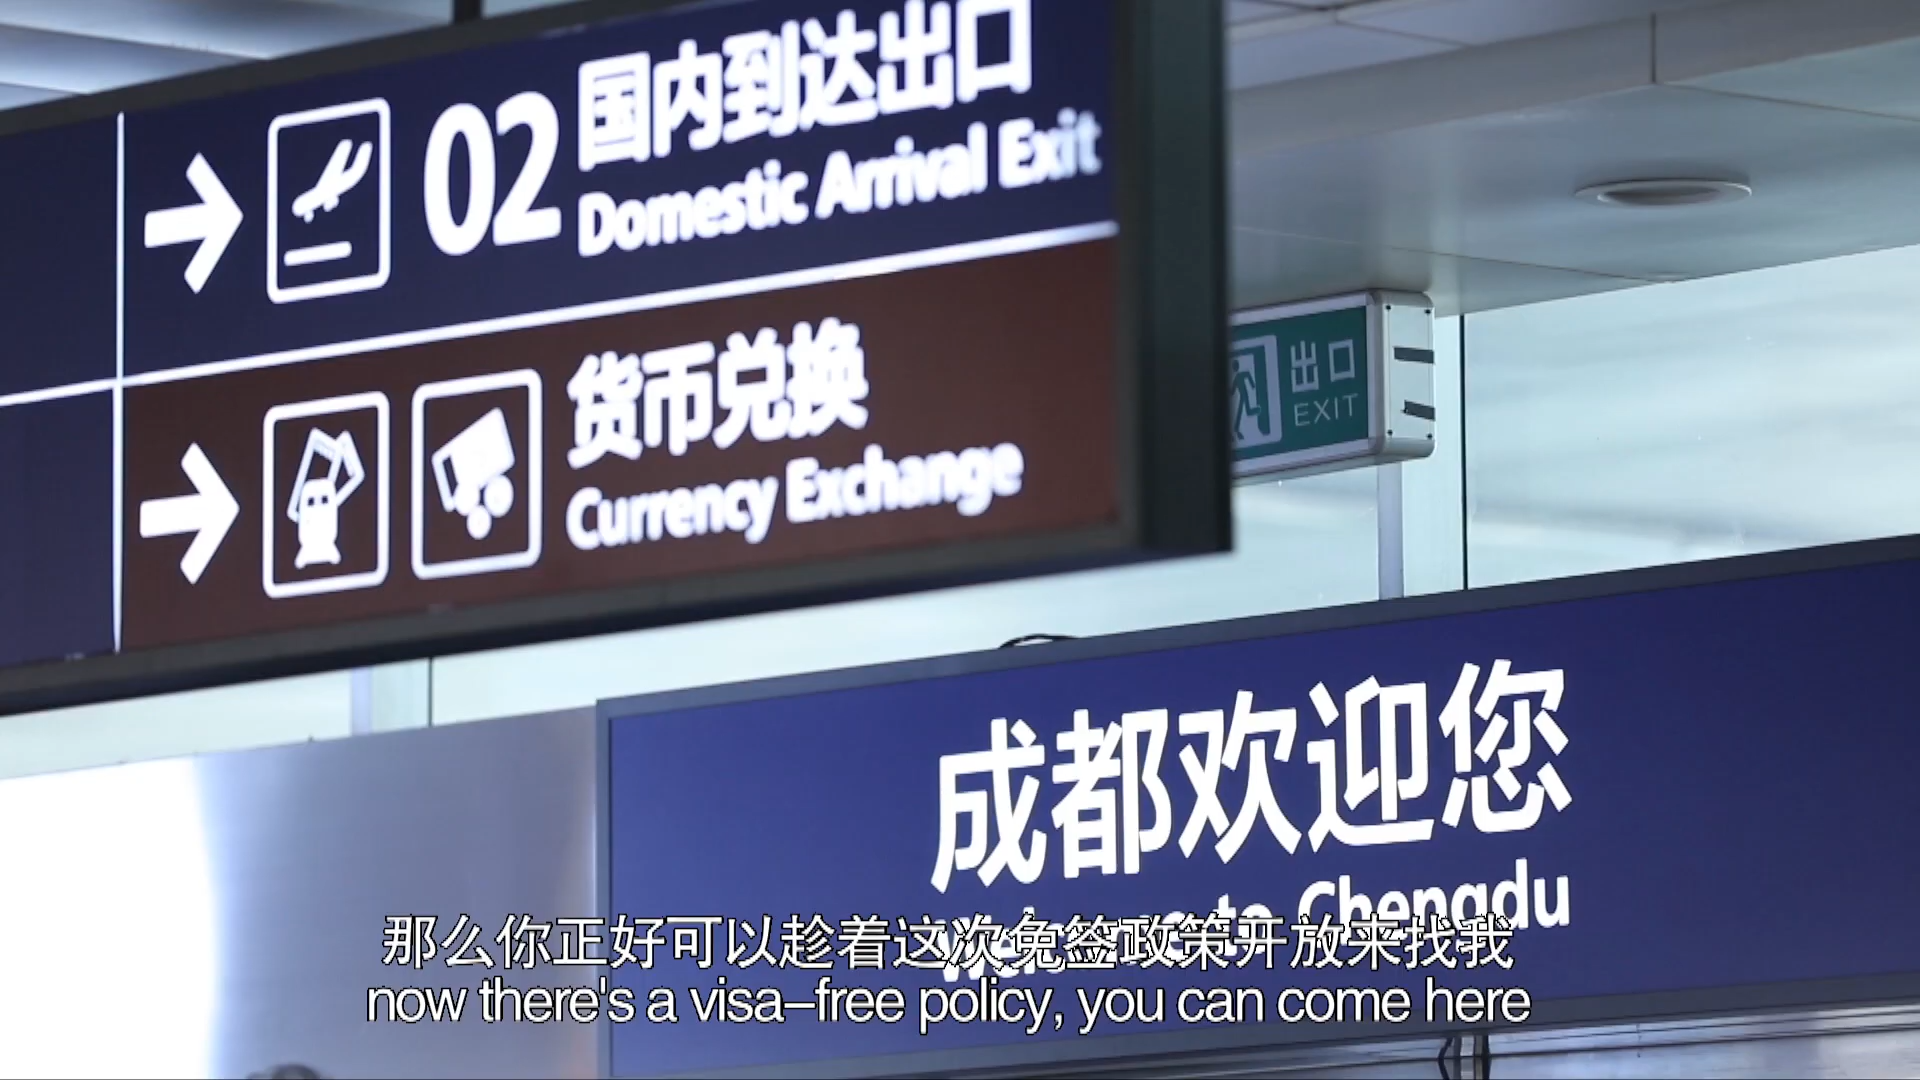 02 国内到达出口
Domestic Arrival Exit
货币兑换
Currency Exchange
出口
EXIT
成都欢迎您
Welcome to Chengdu
那么你正好可以趁着这次免签政策开放来找我
now there's a visa–free policy, you can come here